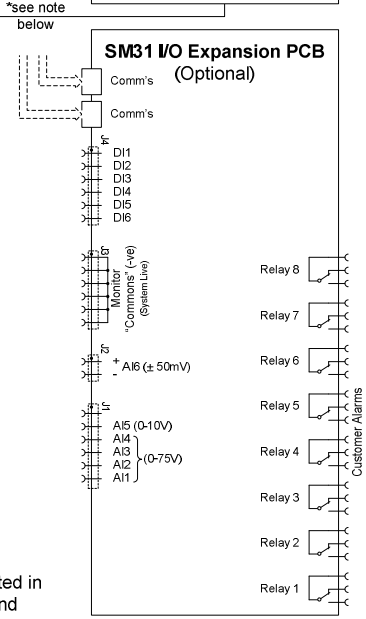 *see note
below
SM31 I/O Expansion PCB
(Optional)
Comm's
Comm's
J4
DI1
DI2
DI3
DI4
DI5
DI6
J3
Monitor
"Commons" (-ve)
(System Live)
J2
+
AI6 (± 50mV)
-
J1
AI5 (0-10V)
AI4
AI3
(0-75V)
AI2
AI1
Relay 8
Relay 7
Relay 6
Relay 5
Relay 4
Relay 3
Relay 2
Relay 1
Customer Alarms
ted in
nd